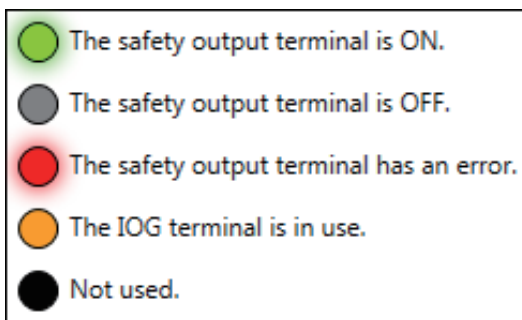 The safety output terminal is ON.
The safety output terminal is OFF.
The safety output terminal has an error.
The IOG terminal is in use.
Not used.